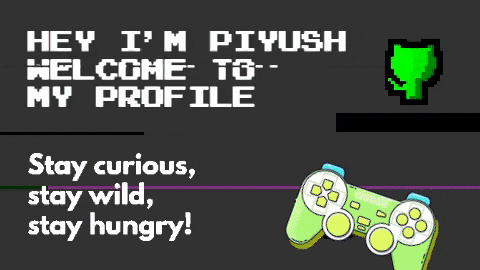 HEY I'M PIYUSH
WELCOME TO
MY PROFILE
Stay curious,
stay wild,
stay hungry!